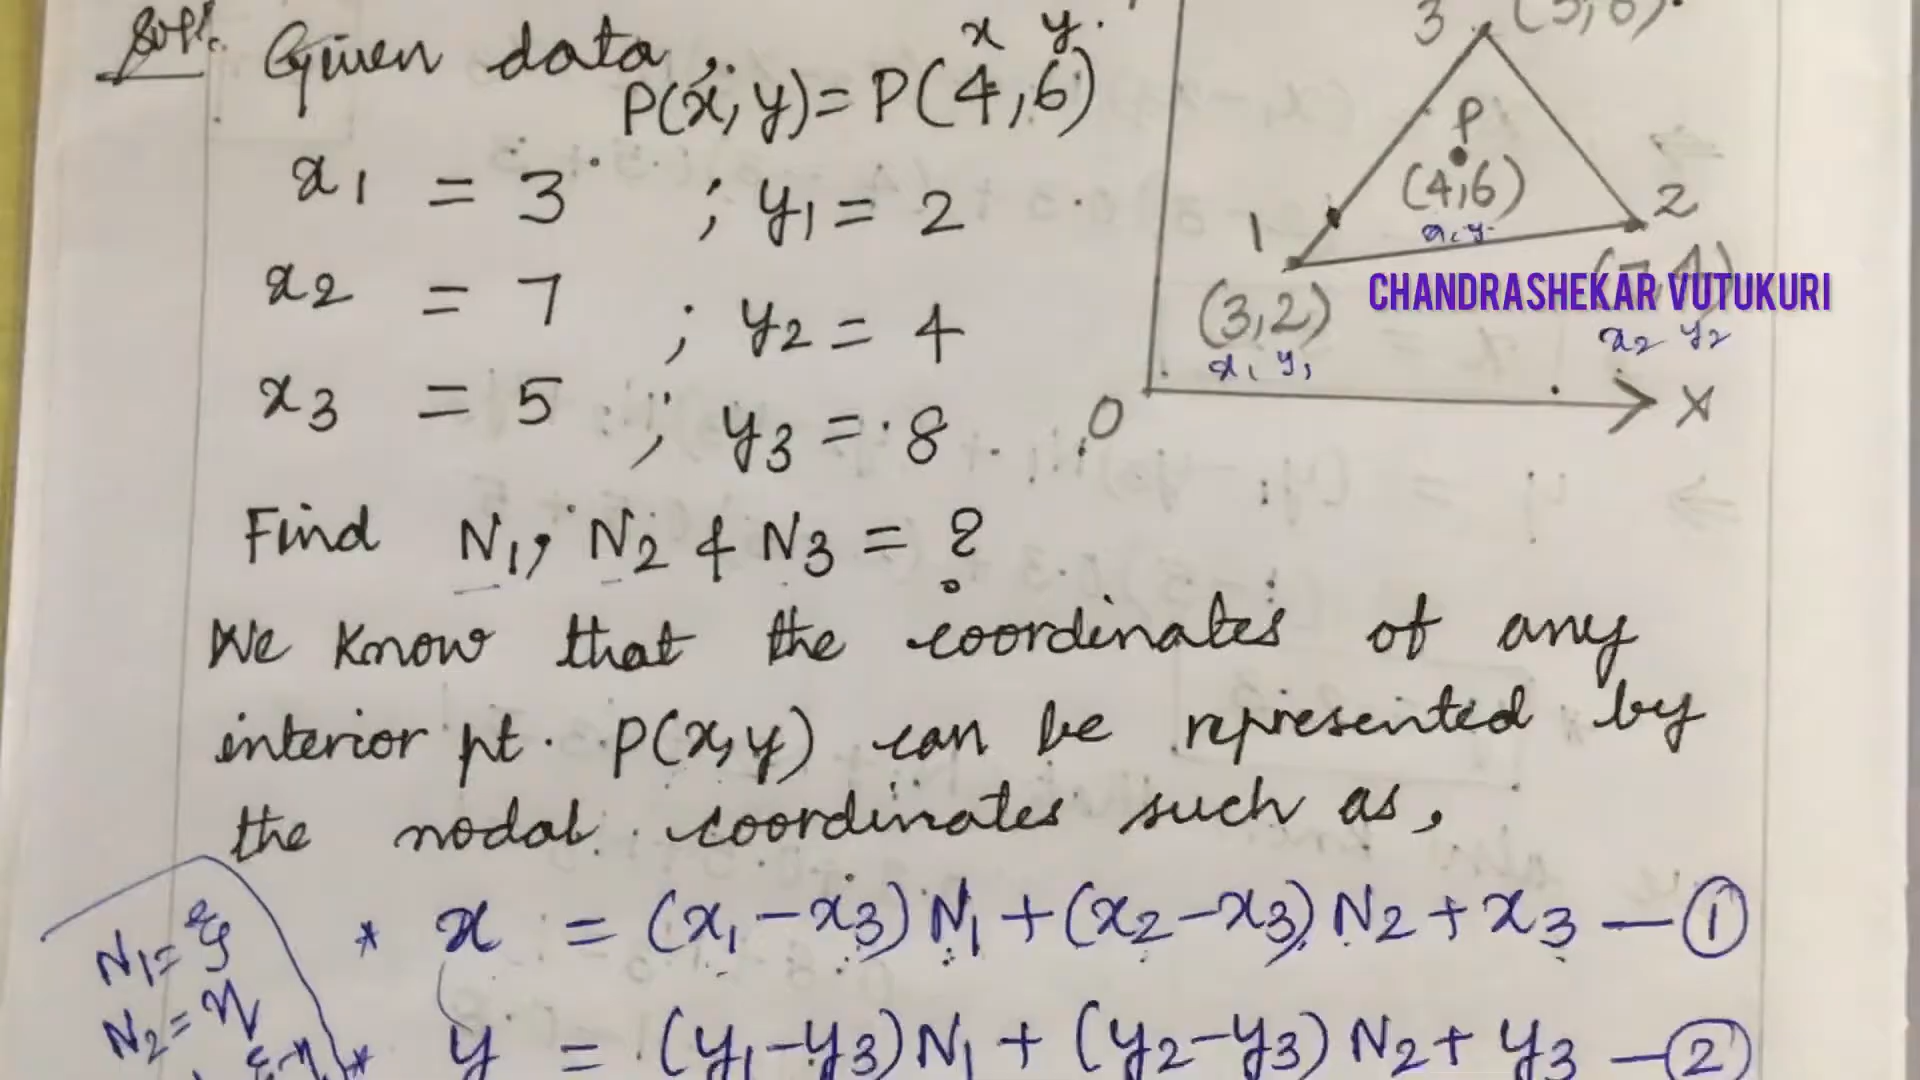 Soln.
Given data,
x y.
P(x, y) = P(4,6)
x1 = 3 ; y1 = 2
x2 = 7 ; y2 = 4
x3 = 5 ; y3 = 8
Find N1, N2 & N3 = ?
We know that the coordinates of any
interior pt. P(x,y) can be represented by
the nodal coordinates such as,
* x = (x1-x3) N1 + (x2-x3) N2 + x3 — ①
* y = (y1-y3) N1 + (y2-y3) N2 + y3 — ②
N1 = ξ
N2 = η
3
P
(4,6)
x, y
1
2
(3,2)
x1 y1
CHANDRASHEKAR VUTUKURI
x2 y2
O
X